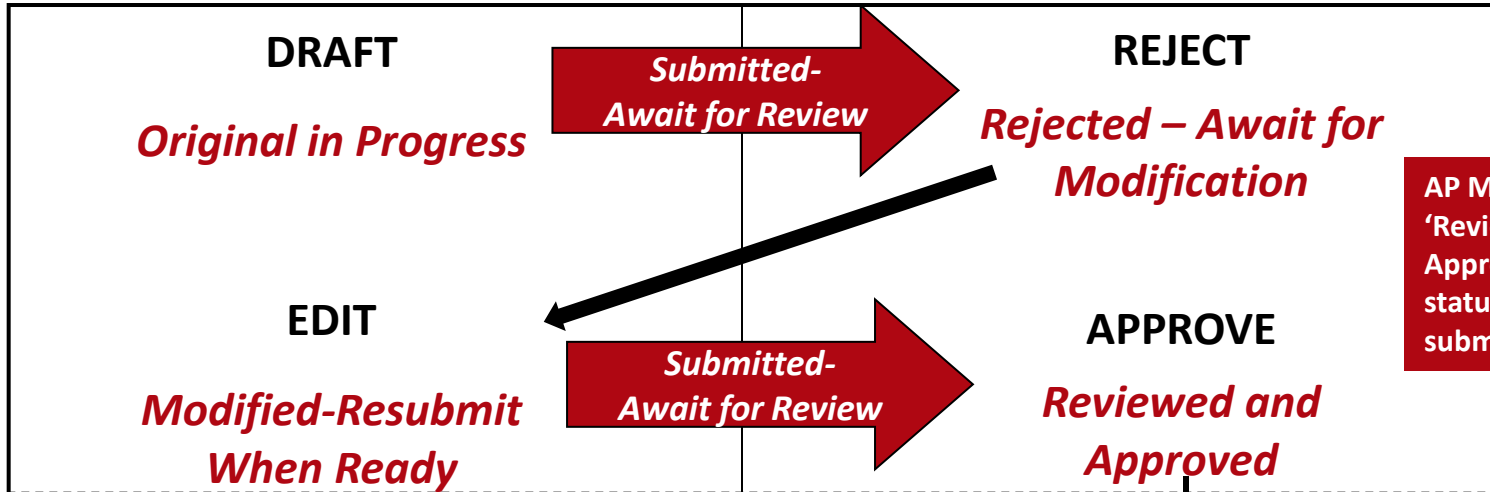 DRAFT
Original in Progress
Submitted-
Await for Review
REJECT
Rejected – Await for
Modification
EDIT
Modified-Resubmit
When Ready
Submitted-
Await for Review
APPROVE
Reviewed and
Approved
AP